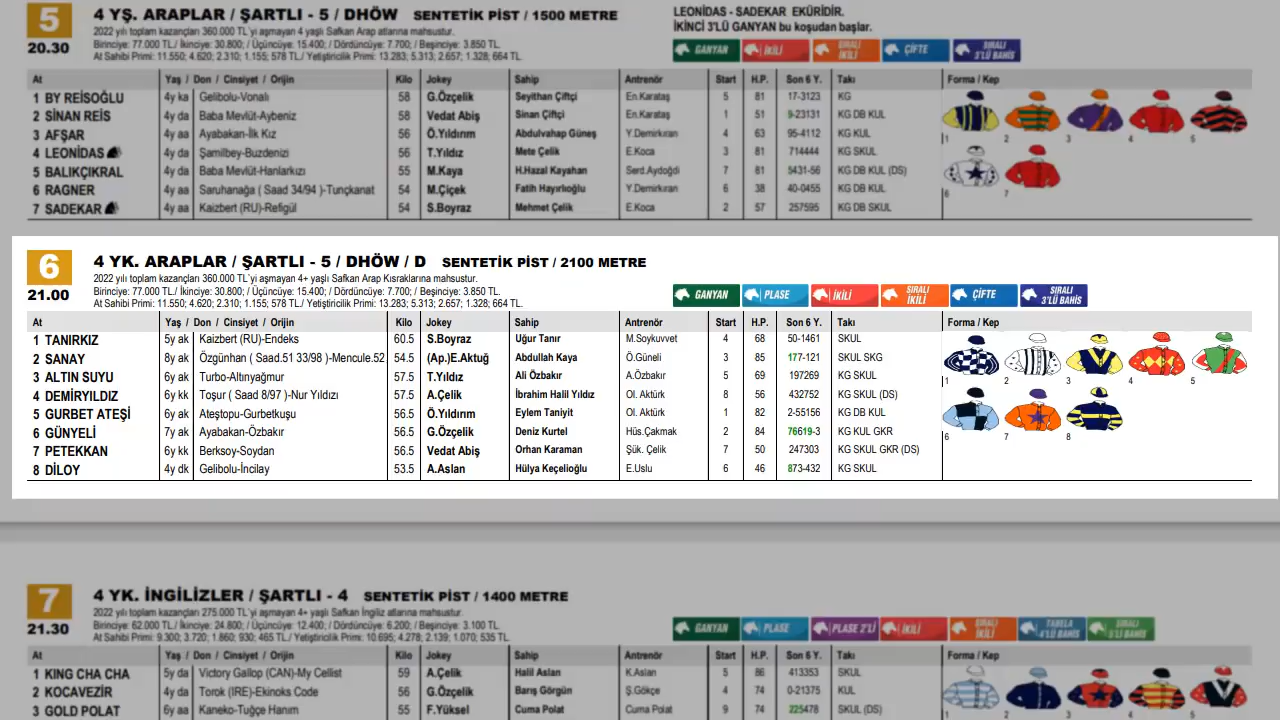 5 4 YŞ. ARAPLAR / ŞARTLI - 5 / DHÖW SENTETİK PİST / 1500 METRE LEONİDAS - SADEKAR EKÜRİDİR.
2022 yılı toplam kazançları 360.000 TL'yi aşmayan 4 yaşlı Safkan Arap atlarına mahsustur. İKİNCİ 3'LÜ GANYAN bu koşudan başlar.
20.30 Birinciye: 77.000 TL./ İkinciye: 30.800; / Üçüncüye: 15.400; / Dördüncüye: 7.700; / Beşinciye: 3.850 TL. GANYAN İKİLİ SIRALI İKİLİ ÇİFTE SIRALI 3'LÜ BAHİS
At Sahibi Primi: 11.550; 4.620; 2.310; 1.155; 578 TL./ Yetiştiricilik Primi: 13.283; 5.313; 2.657; 1.328; 664 TL.
At Yaş / Don / Cinsiyet / Orijin Kilo Jokey Sahip Antrenör Start H.P. Son 6 Y. Takı Forma / Kep
1 BY REİSOĞLU 4y ka Gelibolu-Vonalı 58 G.Özçelik Seyithan Çiftçi En.Karataş 5 81 17-3123 KG
2 SİNAN REİS 4y da Baba Mevlüt-Aybeniz 58 Vedat Abiş Sinan Çiftçi En.Karataş 1 51 9-23131 KG DB KUL
3 AFŞAR 4y aa Ayabakan-İlk Kız 56 Ö.Yıldırım Abdulvahap Güneş Y.Demirkıran 4 63 95-4112 KG KUL
1 2 3 4 5
4 LEONİDAS 4y da Şamilbey-Buzdenizi 56 T.Yıldız Mete Çelik E.Koca 3 81 714444 KG SKUL
5 BALIKÇIKRAL 4y da Baba Mevlüt-Hanlarkızı 55 M.Kaya H.Hazal Kayahan Serd.Aydoğdi 7 81 5431-56 KG DB KUL (DS)
6 RAGNER 4y aa Saruhanağa ( Saad 34/94 )-Tunçkanat 54 M.Çiçek Fatih Hayırlıoğlu Y.Demirkıran 6 38 40-0455 KG DB KUL
6 7
7 SADEKAR 4y aa Kaizbert (RU)-Refigül 54 S.Boyraz Mehmet Çelik E.Koca 2 57 257595 KG DB SKUL
6 4 YK. ARAPLAR / ŞARTLI - 5 / DHÖW / D SENTETİK PİST / 2100 METRE
2022 yılı toplam kazançları 360.000 TL'yi aşmayan 4+ yaşlı Safkan Arap Kısraklarına mahsustur.
21.00 Birinciye: 77.000 TL./ İkinciye: 30.800; / Üçüncüye: 15.400; / Dördüncüye: 7.700; / Beşinciye: 3.850 TL. GANYAN PLASE İKİLİ SIRALI İKİLİ ÇİFTE SIRALI 3'LÜ BAHİS
At Sahibi Primi: 11.550; 4.620; 2.310; 1.155; 578 TL./ Yetiştiricilik Primi: 13.283; 5.313; 2.657; 1.328; 664 TL.
At Yaş / Don / Cinsiyet / Orijin Kilo Jokey Sahip Antrenör Start H.P. Son 6 Y. Takı Forma / Kep
1 TANIRKIZ 5y ak Kaizbert (RU)-Endeks 60.5 S.Boyraz Uğur Tanır M.Soykuvvet 4 68 50-1461 SKUL
2 SANAY 8y ak Özgünhan ( Saad.51 33/98 )-Mencule.52 54.5 (Ap.)E.Aktuğ Abdullah Kaya Ö.Güneli 3 85 177-121 SKUL SKG
3 ALTIN SUYU 6y ak Turbo-Altınyağmur 57.5 T.Yıldız Ali Özbakır A.Özbakır 5 69 197269 KG SKUL
1 2 3 4 5
4 DEMİRYILDIZ 6y kk Toşur ( Saad 8/97 )-Nur Yıldızı 57.5 A.Çelik İbrahim Halil Yıldız Ol. Aktürk 8 56 432752 KG SKUL (DS)
5 GURBET ATEŞİ 6y ak Ateştopu-Gurbetkuşu 56.5 Ö.Yıldırım Eylem Taniyit Ol. Aktürk 1 82 2-55156 KG DB KUL
6 GÜNYELİ 7y ak Ayabakan-Özbakır 56.5 G.Özçelik Deniz Kurtel Hüs.Çakmak 2 84 76619-3 KG KUL GKR
6 7 8
7 PETEKKAN 6y kk Berksoy-Soydan 56.5 Vedat Abiş Orhan Karaman Şük. Çelik 7 50 247303 KG SKUL GKR (DS)
8 DİLOY 4y dk Gelibolu-İncilay 53.5 A.Aslan Hülya Keçelioğlu E.Uslu 6 46 873-432 KG SKUL
7 4 YK. İNGİLİZLER / ŞARTLI - 4 SENTETİK PİST / 1400 METRE
2022 yılı toplam kazançları 275.000 TL'yi aşmayan 4+ yaşlı Safkan İngiliz atlarına mahsustur.
21.30 Birinciye: 62.000 TL./ İkinciye: 24.800; / Üçüncüye: 12.400; / Dördüncüye: 6.200; / Beşinciye: 3.100 TL. GANYAN PLASE PLASE 2'Lİ İKİLİ SIRALI İKİLİ TABELA 4'LÜ BAHİS SIRALI 5'Lİ BAHİS
At Sahibi Primi: 9.300; 3.720; 1.860; 930; 465 TL./ Yetiştiricilik Primi: 10.695; 4.278; 2.139; 1.070; 535 TL.
At Yaş / Don / Cinsiyet / Orijin Kilo Jokey Sahip Antrenör Start H.P. Son 6 Y. Takı Forma / Kep
1 KING CHA CHA 5y da Victory Gallop (CAN)-My Cellist 59 A.Çelik Halil Aslan K.Aslan 5 86 413353 SKUL
2 KOCAVEZİR 4y ad Torok (IRE)-Ekinoks Code 56 G.Özçelik Barış Görgün Ş.Gökçe 4 74 0-21375 KUL
3 GOLD POLAT 6y aa Kaneko-Tuğçe Hanım 55 F.Yüksel Cuma Polat Cuma Polat 9 74 225478 SKUL (DS)
1 2 3 4 5